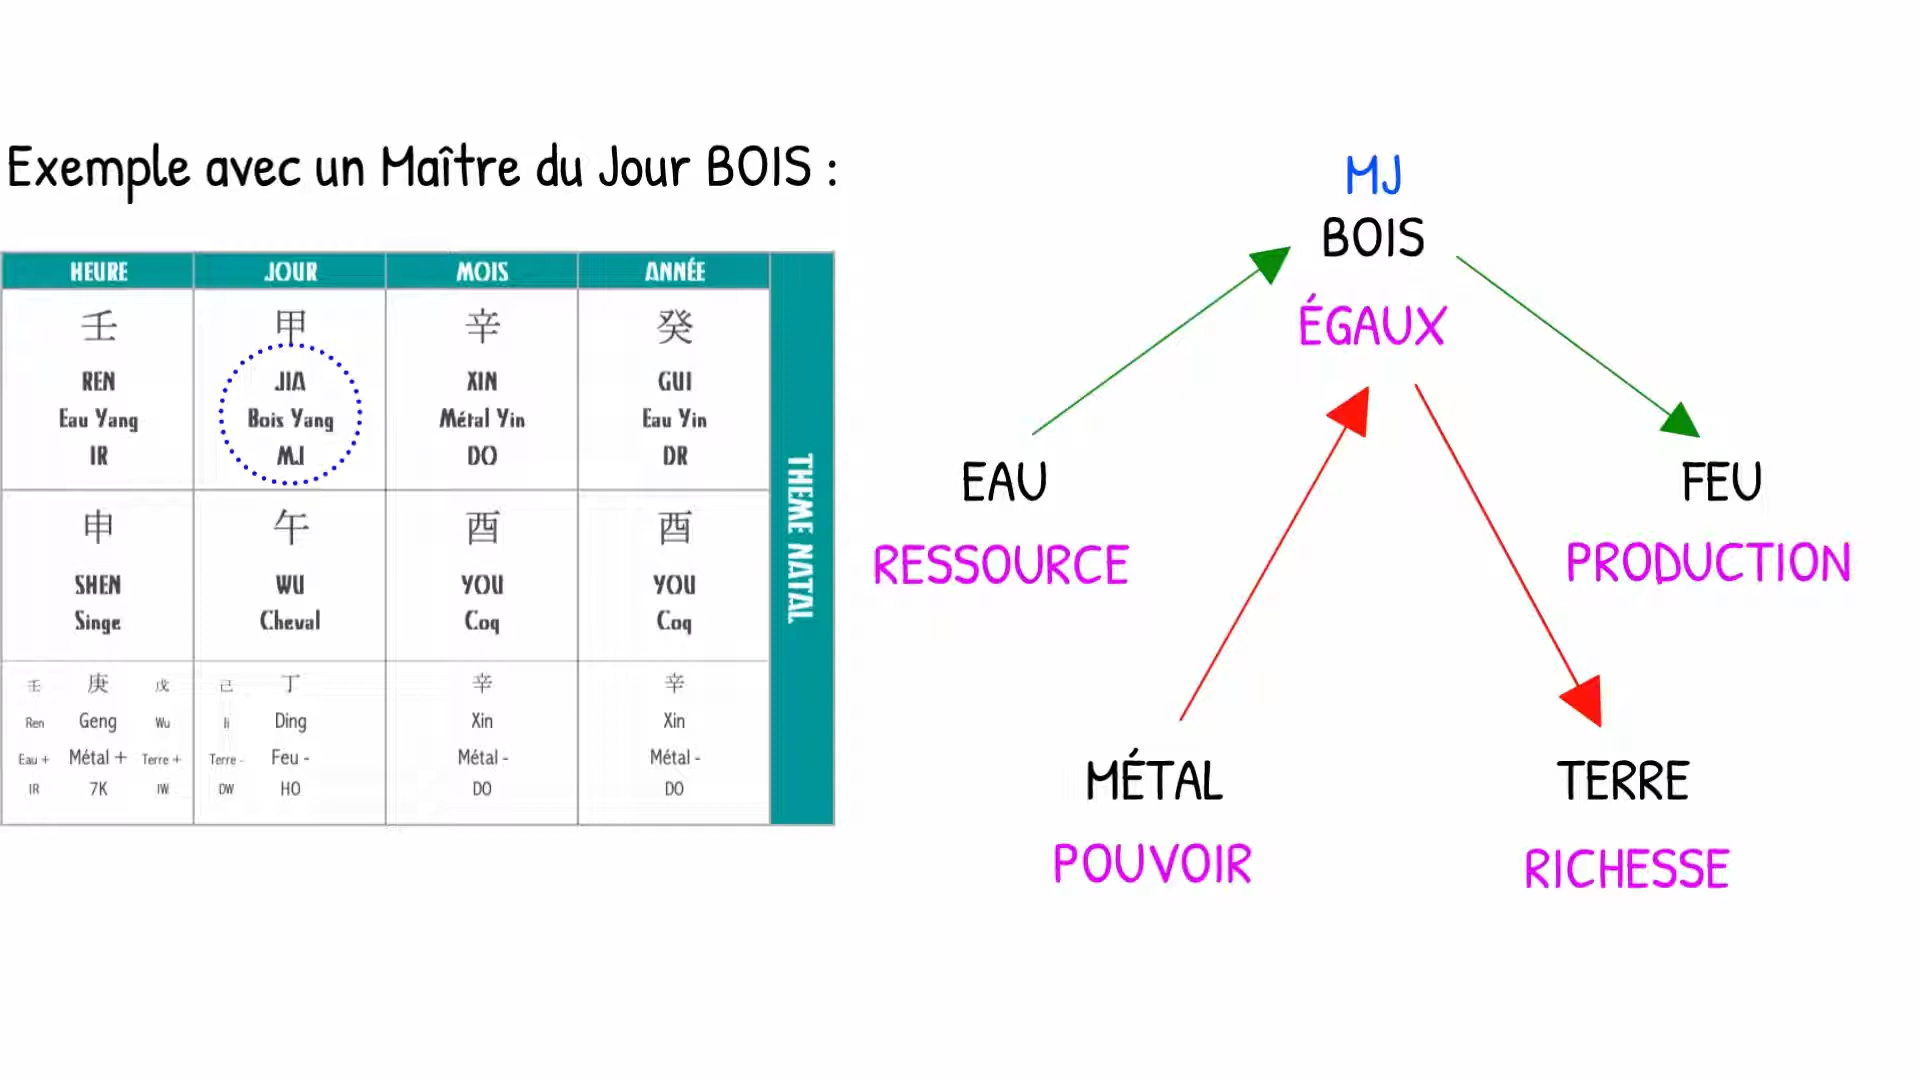 Exemple avec un Maître du Jour BOIS :
HEURE JOUR MOIS ANNÉE
壬 甲 辛 癸
REN JIA XIN GUI
Eau Yang Bois Yang Métal Yin Eau Yin
IR MJ DO DR
申 午 酉 酉
SHEN WU YOU YOU
Singe Cheval Coq Coq
壬 庚 戊 己 丁 辛 辛
Ren Geng Wu Ji Ding Xin Xin
Eau + Métal + Terre + Terre - Feu - Métal - Métal -
IR 7K IW DW HO DO DO
THEME NATAL
MJ
BOIS
ÉGAUX
EAU
RESSOURCE
FEU
PRODUCTION
MÉTAL
POUVOIR
TERRE
RICHESSE